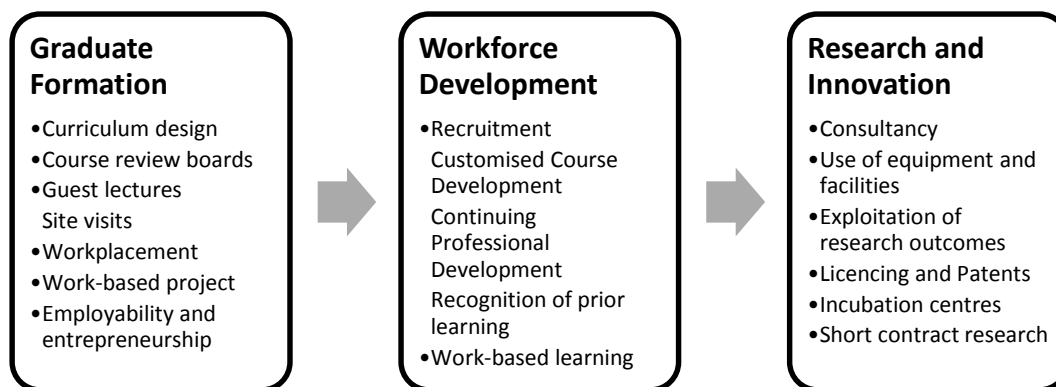 Graduate
Formation
•Curriculum design
•Course review boards
•Guest lectures
Site visits
•Workplacement
•Work-based project
•Employability and
entrepreneurship
Workforce
Development
•Recruitment
Customised Course
Development
Continuing
Professional
Development
Recognition of prior
learning
•Work-based learning
Research and
Innovation
•Consultancy
•Use of equipment and
facilities
•Exploitation of
research outcomes
•Licencing and Patents
•Incubation centres
•Short contract research